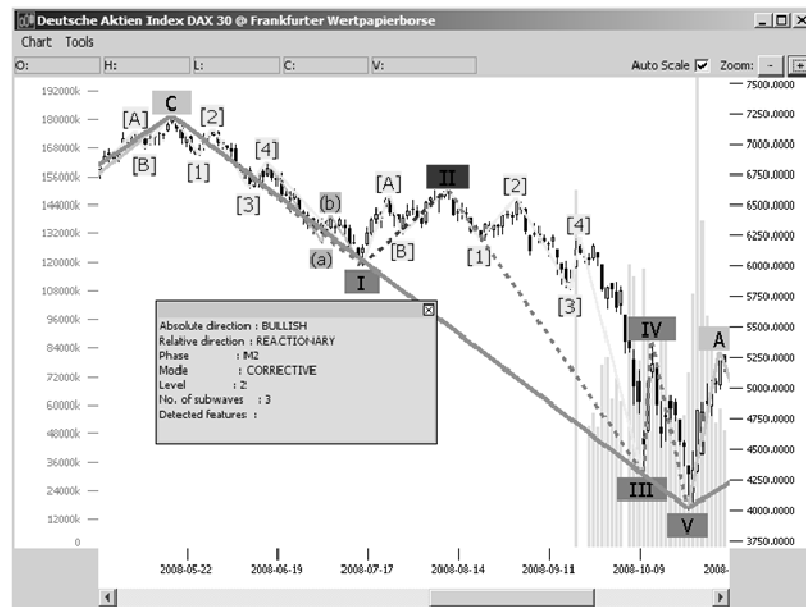 Deutsche Aktien Index DAX 30 @ Frankfurter Wertpapierborse
Chart Tools
O: H: L: C: V: Auto Scale Zoom: - +
192000k
180000k
168000k
156000k
144000k
132000k
120000k
108000k
96000k
84000k
72000k
60000k
48000k
36000k
24000k
12000k
0
7500.0000
7250.0000
7000.0000
6750.0000
6500.0000
6250.0000
6000.0000
5750.0000
5500.0000
5250.0000
5000.0000
4750.0000
4500.0000
4250.0000
4000.0000
3750.0000
[A] C [2]
[B] [1] [4]
[3] (b) [A] II [2]
(a) [B] [1] [4]
I [3]
IV A
III
V
Absolute direction : BULLISH
Relative direction : REACTIONARY
Phase : M2
Mode : CORRECTIVE
Level : 2
No. of subwaves : 3
Detected features :
2008-05-22 2008-06-19 2008-07-17 2008-08-14 2008-09-11 2008-10-09 2008-